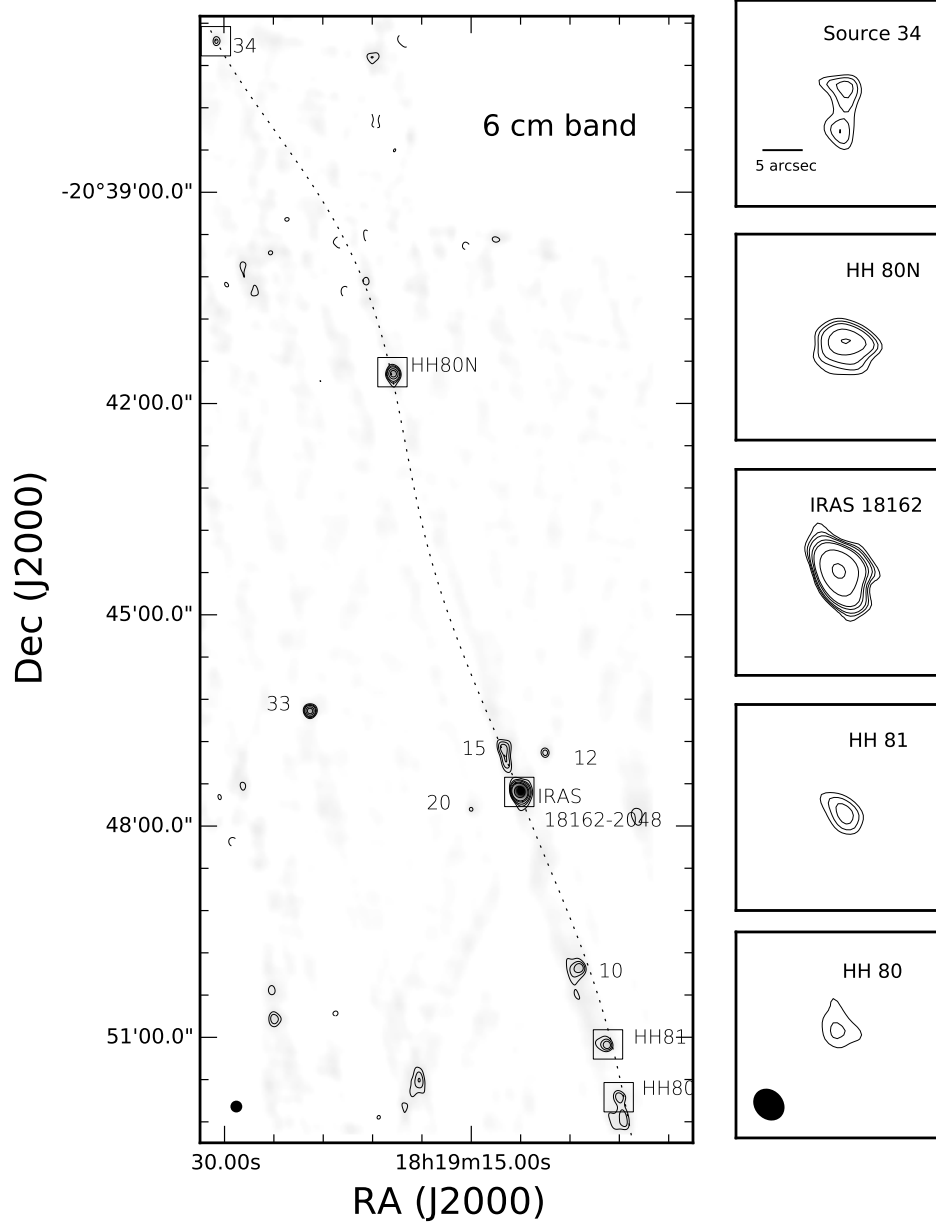 34
6 cm band
-20°39'00.0"
HH80N
42'00.0"
45'00.0"
33
15
12
IRAS
20
18162-2048
48'00.0"
10
51'00.0"
HH81
HH80
30.00s
18h19m15.00s
RA (J2000)
Dec (J2000)
Source 34
5 arcsec
HH 80N
IRAS 18162
HH 81
HH 80